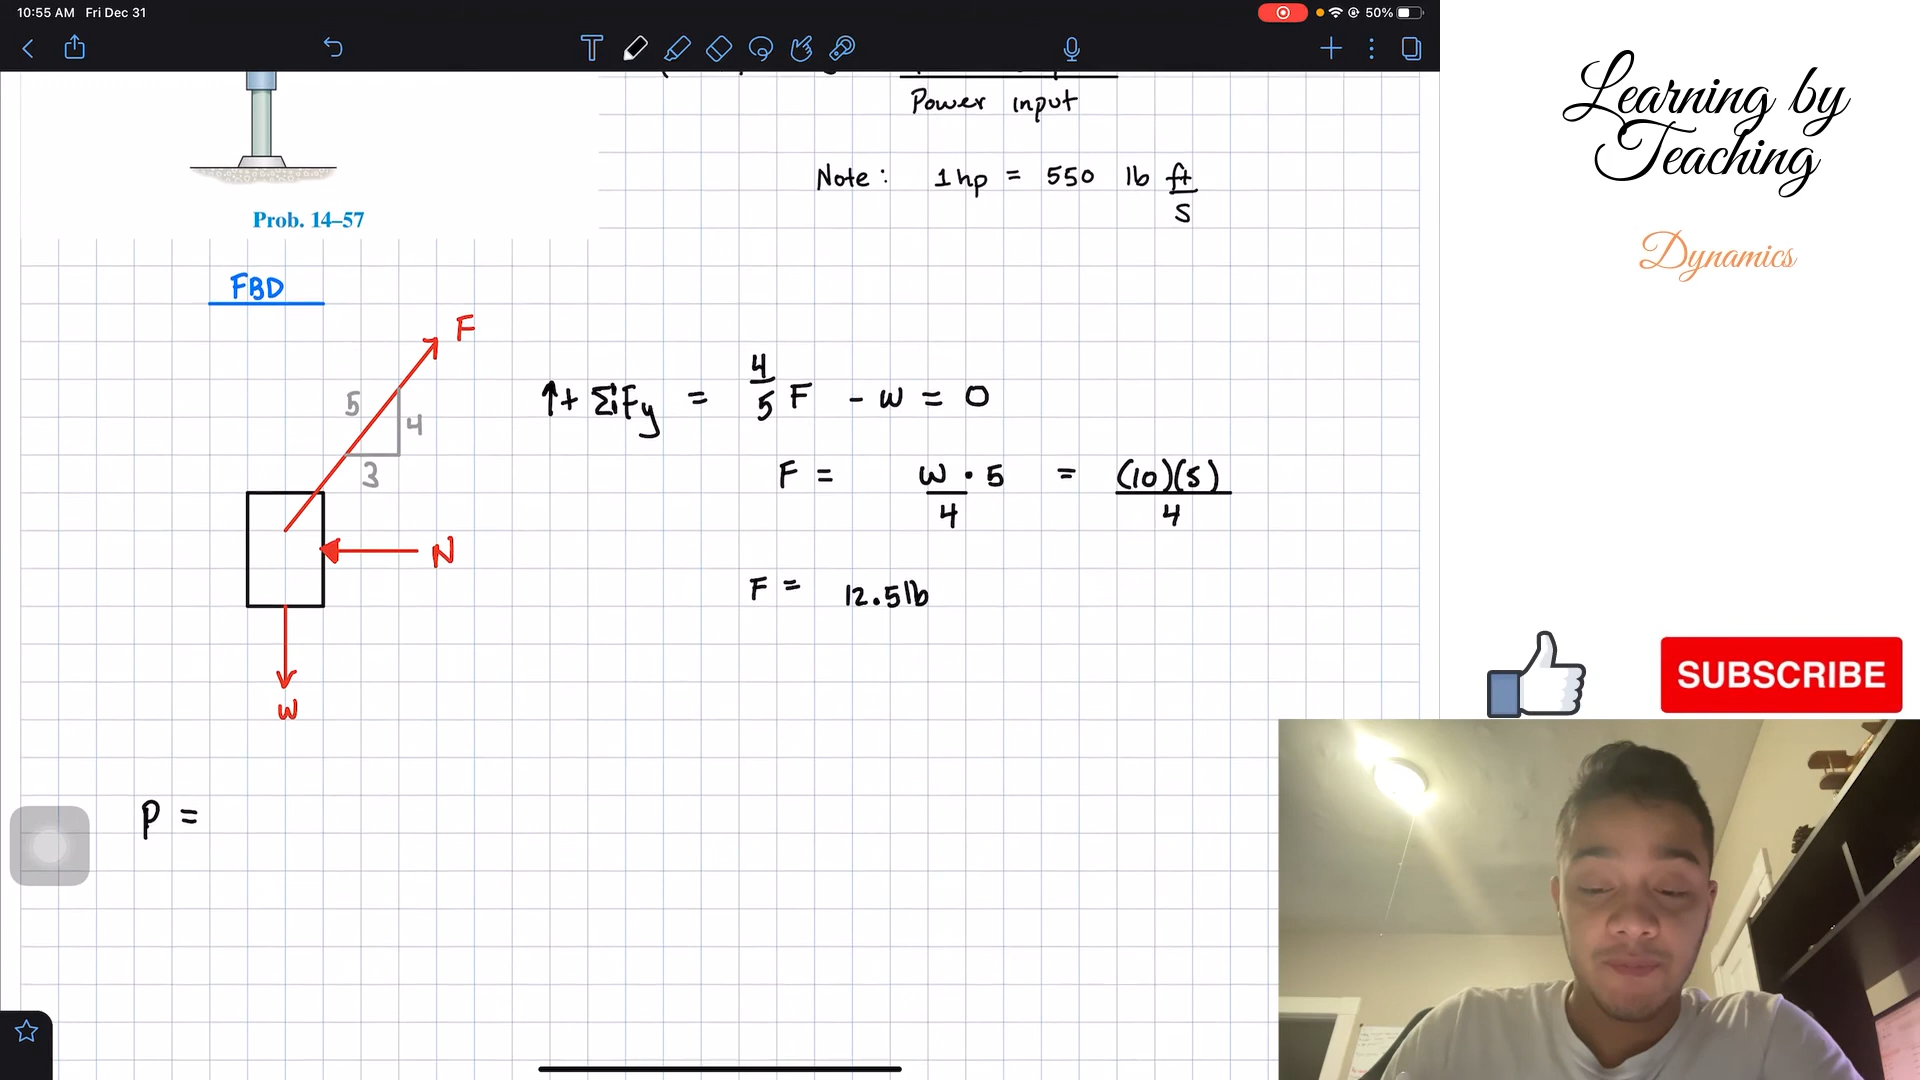 10:55 AM Fri Dec 31
50%
Power input
Note: 1 hp = 550 lb ft/s
Prob. 14–57
FBD
F
5
4
3
N
W
↑+ ΣFy = 4/5 F - W = 0
F = W · 5 / 4 = (10)(5) / 4
F = 12.5 lb
P =
Learning by
Teaching
Dynamics
SUBSCRIBE